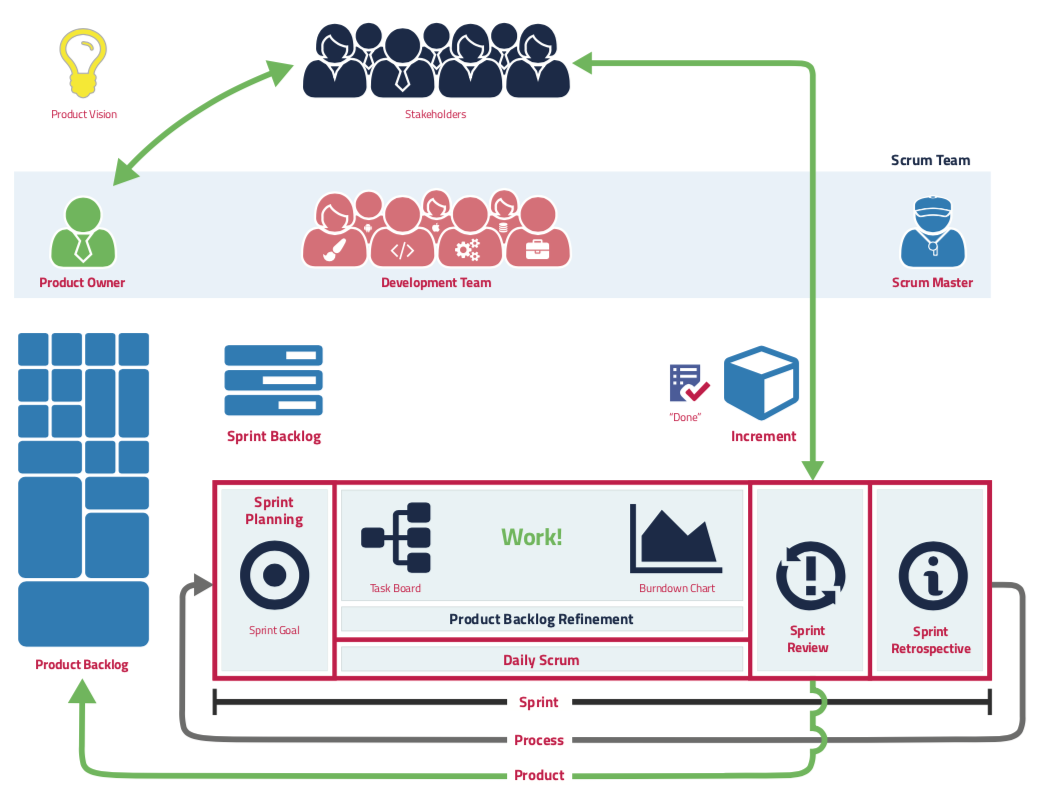 Product Vision
Stakeholders
Scrum Team
Product Owner
Development Team
</>
Scrum Master
Sprint Backlog
"Done"
Increment
Product Backlog
Sprint
Planning
Sprint Goal
Work!
Task Board
Burndown Chart
Product Backlog Refinement
Daily Scrum
Sprint
Review
Sprint
Retrospective
Sprint
Process
Product